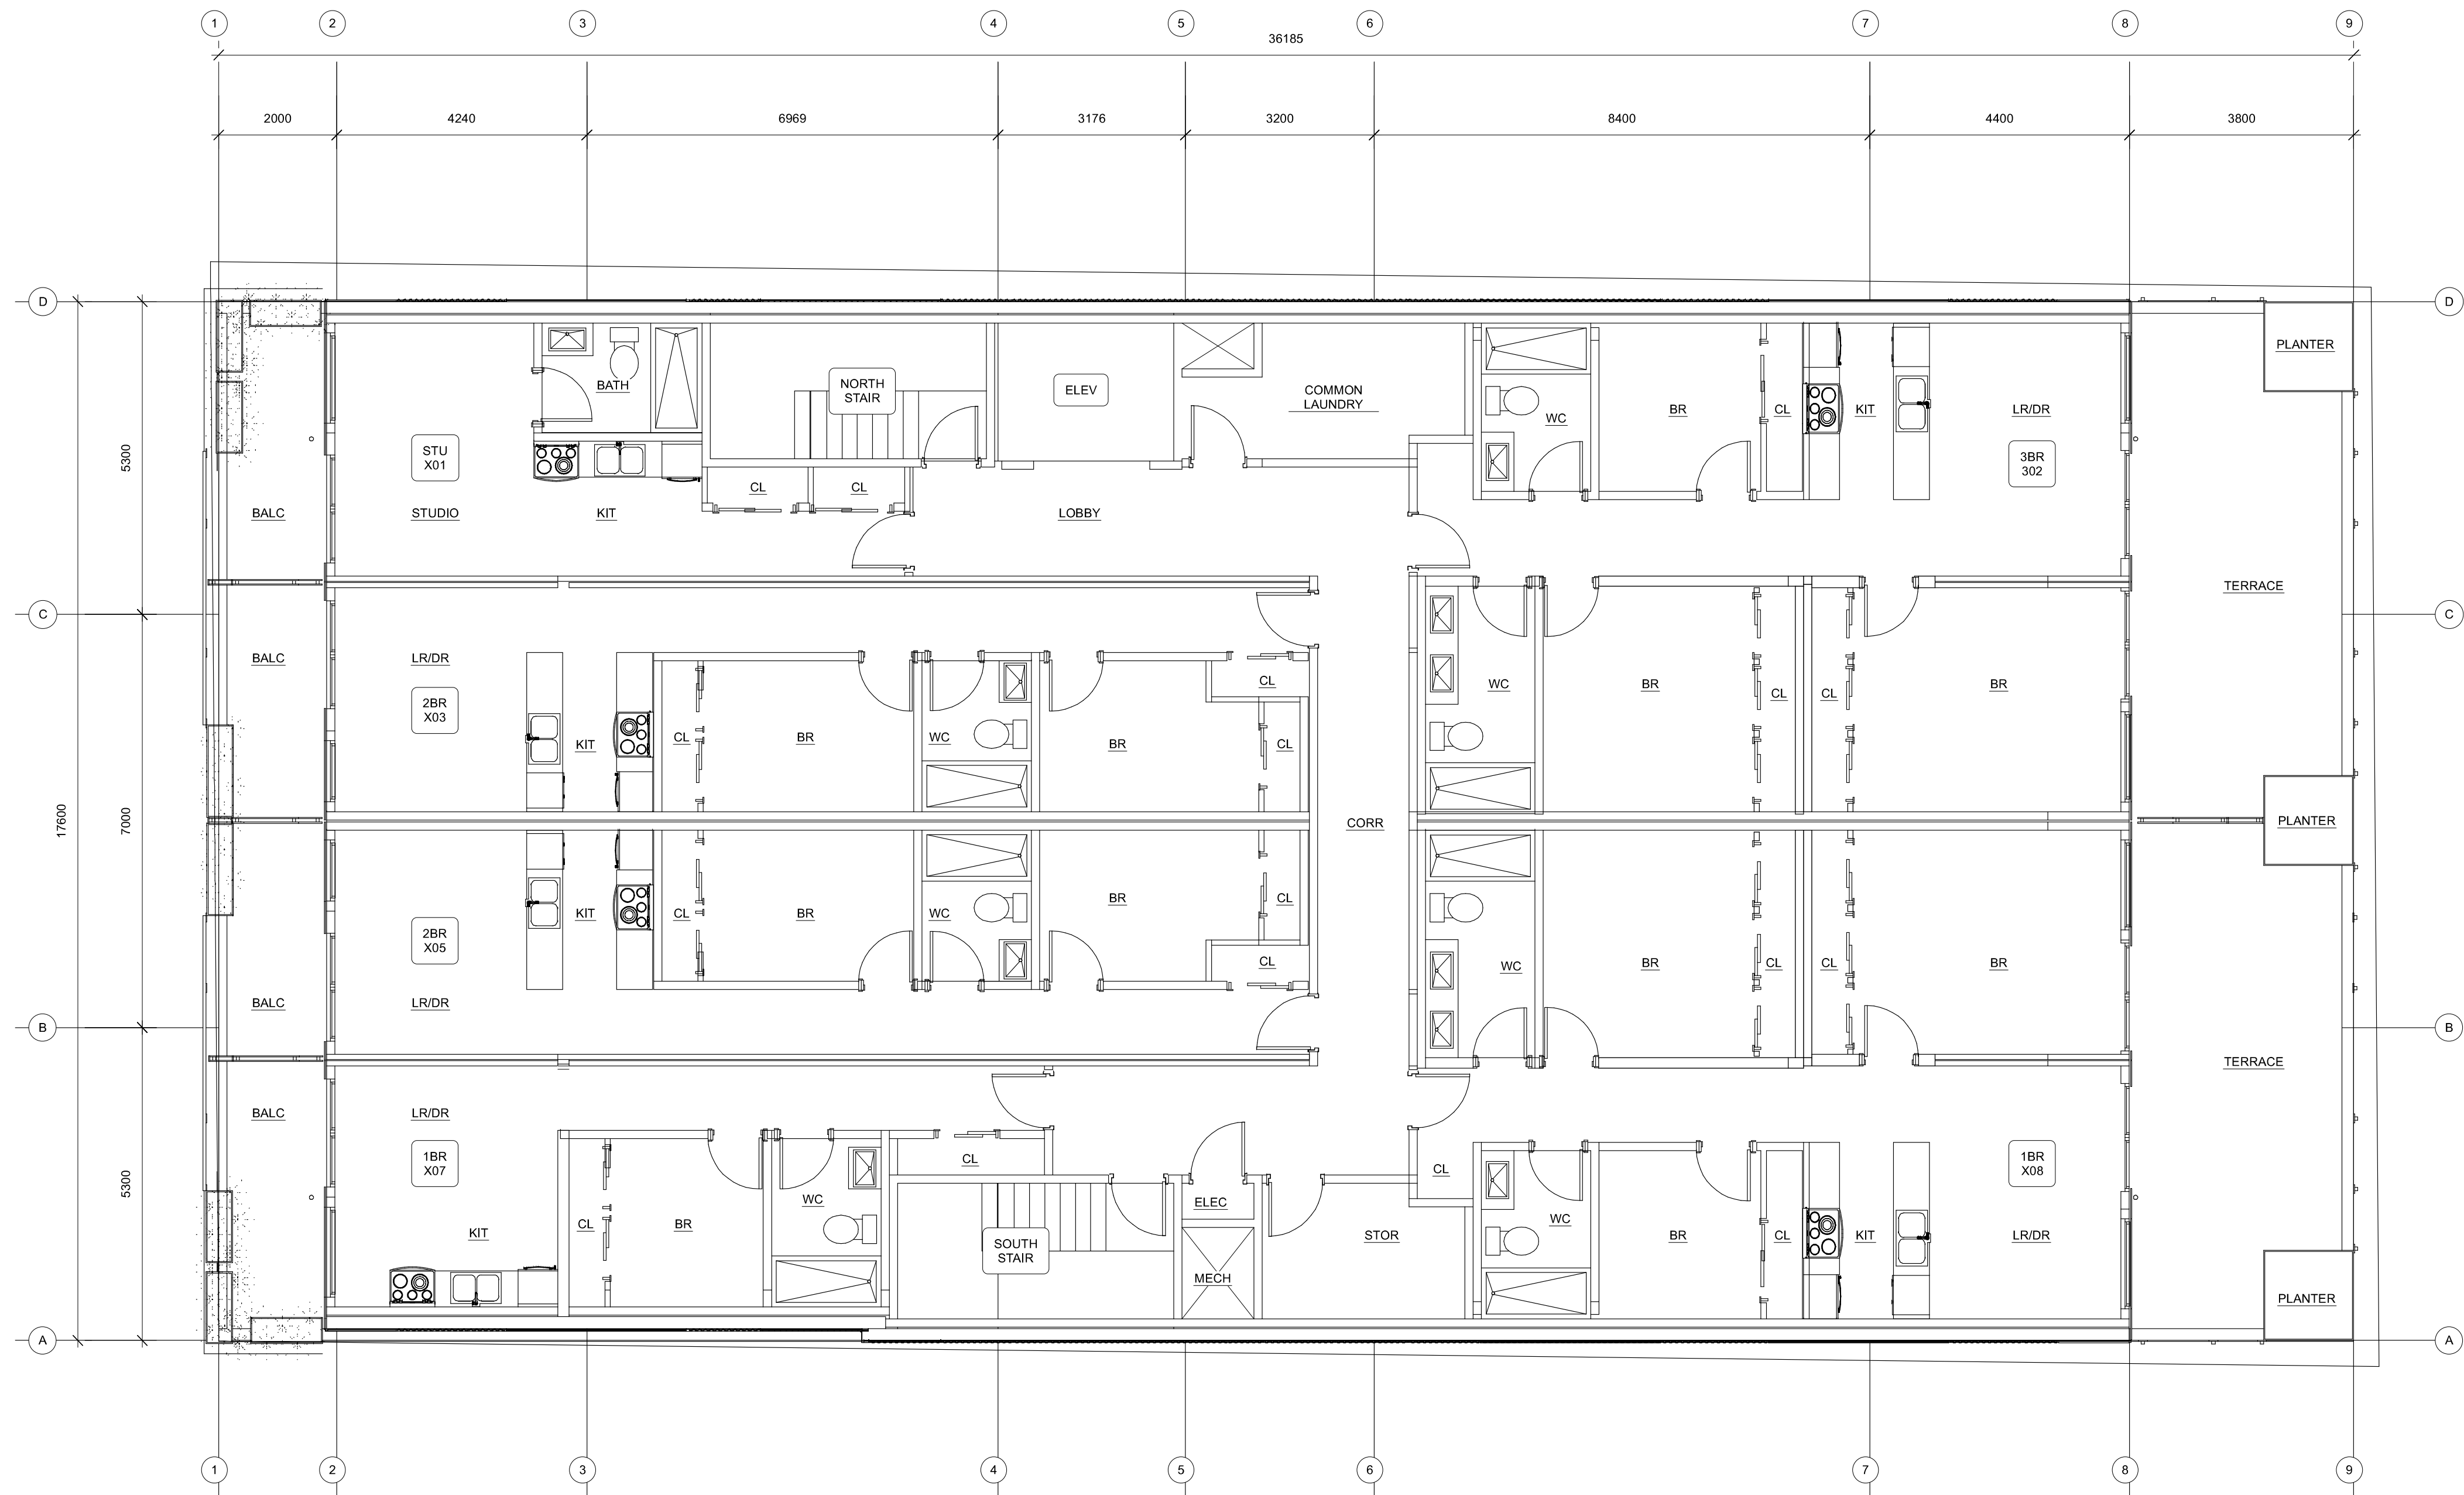 1 2 3 4 5 6 7 8 9
36185
2000 4240 6969 3176 3200 8400 4400 3800
D D
PLANTER
NORTH
STAIR
BATH
ELEV
COMMON
LAUNDRY
WC BR CL KIT LR/DR
STU
X01
3BR
302
5300
CL CL
BALC STUDIO KIT LOBBY
TERRACE
C C
BALC LR/DR
CL
WC BR CL CL BR
2BR
X03
KIT CL BR WC BR CL
17600
7000
CORR
PLANTER
BR CL
KIT CL BR WC
2BR
X05
CL
WC BR CL CL BR
BALC LR/DR
B B
TERRACE
BALC LR/DR
1BR
X07
CL
CL
1BR
X08
5300
WC
ELEC
KIT CL BR
WC
SOUTH
STAIR
STOR
BR CL KIT LR/DR
MECH
PLANTER
A A
1 2 3 4 5 6 7 8 9